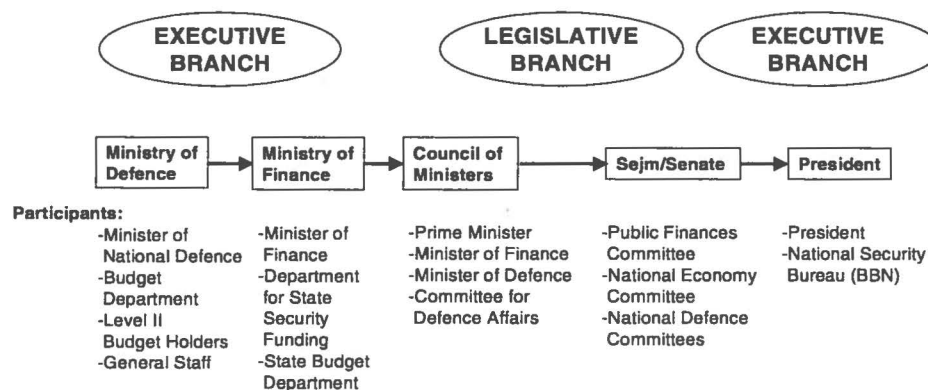 EXECUTIVE
BRANCH
LEGISLATIVE
BRANCH
EXECUTIVE
BRANCH
Ministry of
Defence
Ministry of
Finance
Council of
Ministers
Sejm/Senate
President
Participants:
-Minister of
National Defence
-Budget
Department
-Level II
Budget Holders
-General Staff
-Minister of
Finance
-Department
for State
Security
Funding
-State Budget
Department
-Prime Minister
-Minister of Finance
-Minister of Defence
-Committee for
Defence Affairs
-Public Finances
Committee
-National Economy
Committee
-National Defence
Committees
-President
-National Security
Bureau (BBN)